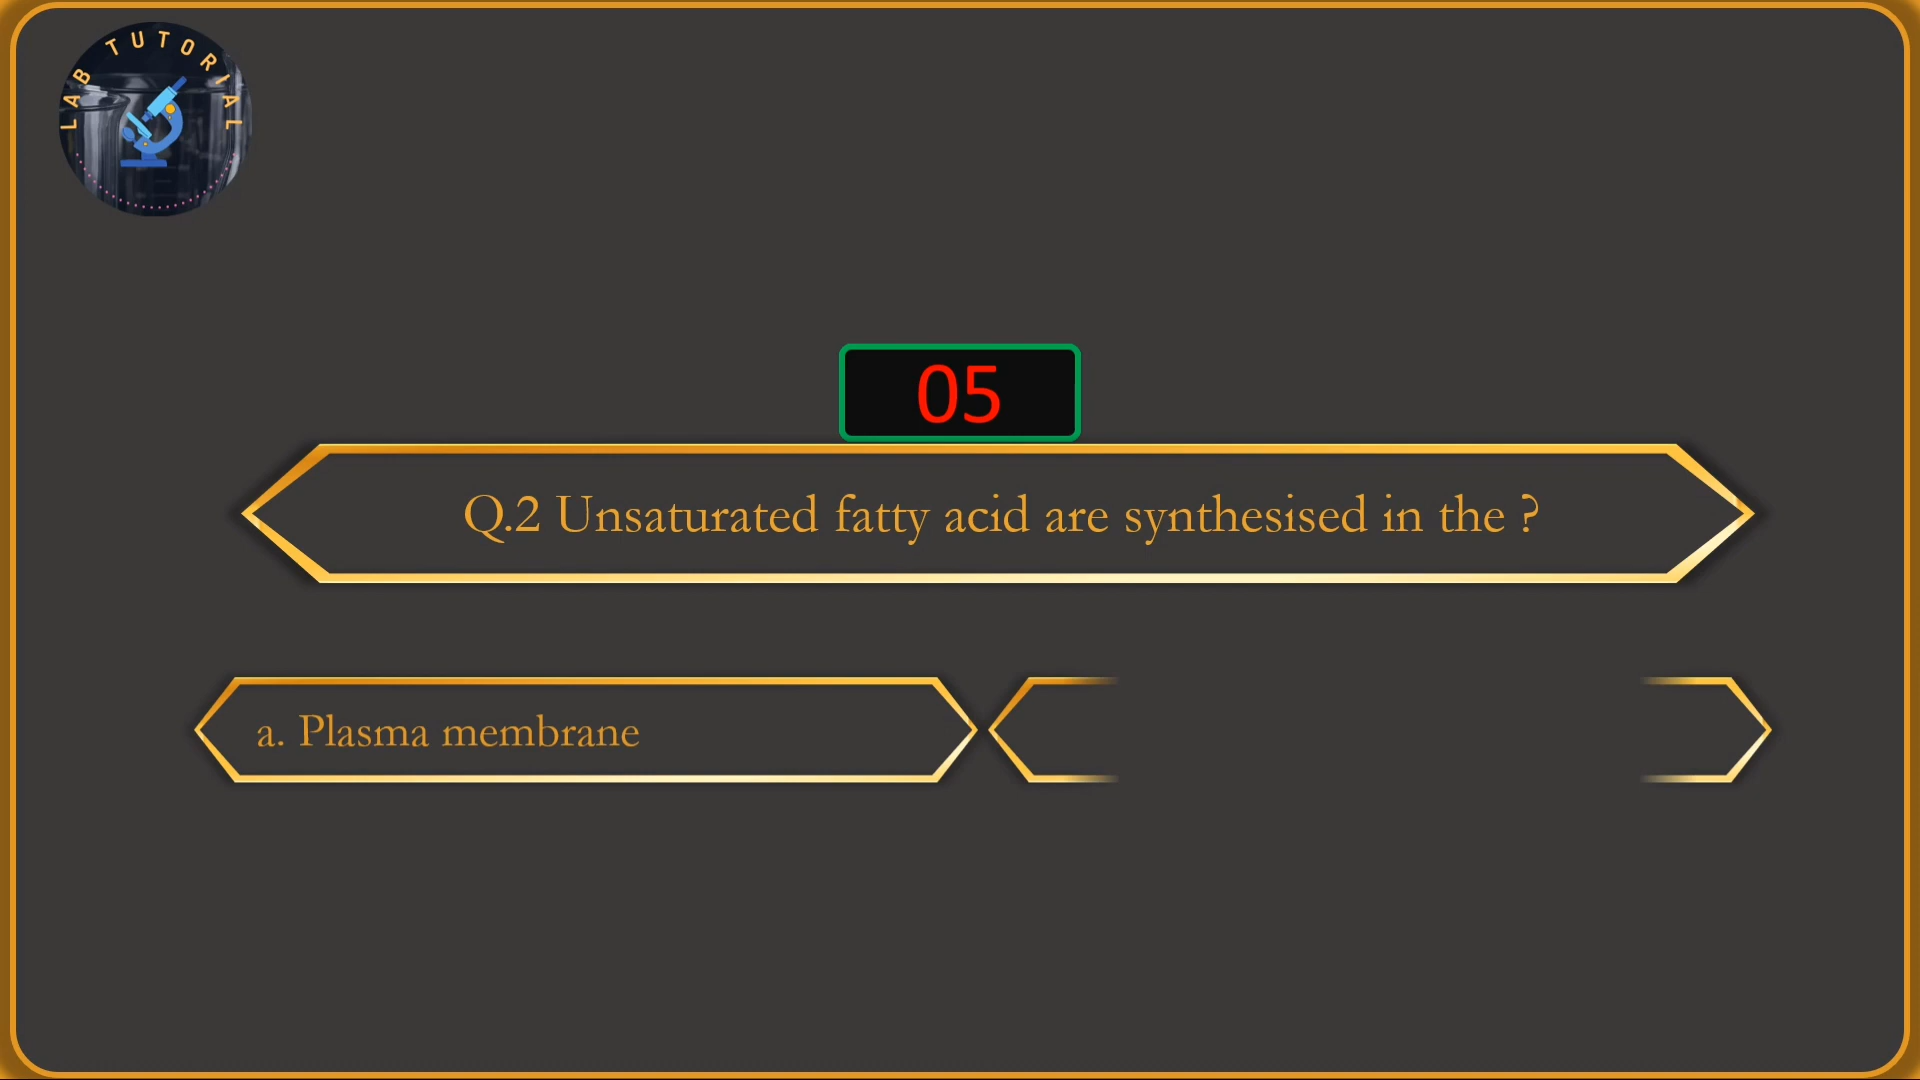 LAB TUTORIAL
05
Q.2 Unsaturated fatty acid are synthesised in the ?
a. Plasma membrane